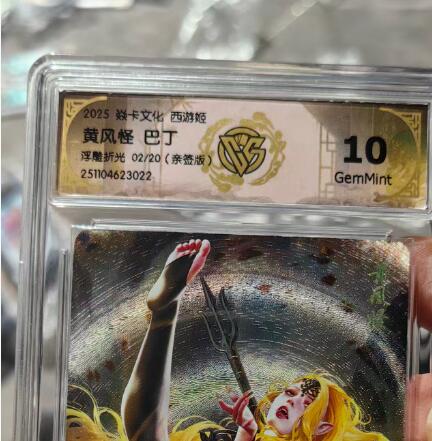 2025 焱卡文化 西游姬
黄风怪 巴丁
浮雕折光 02/20(亲签版)
251104623022
10
GemMint